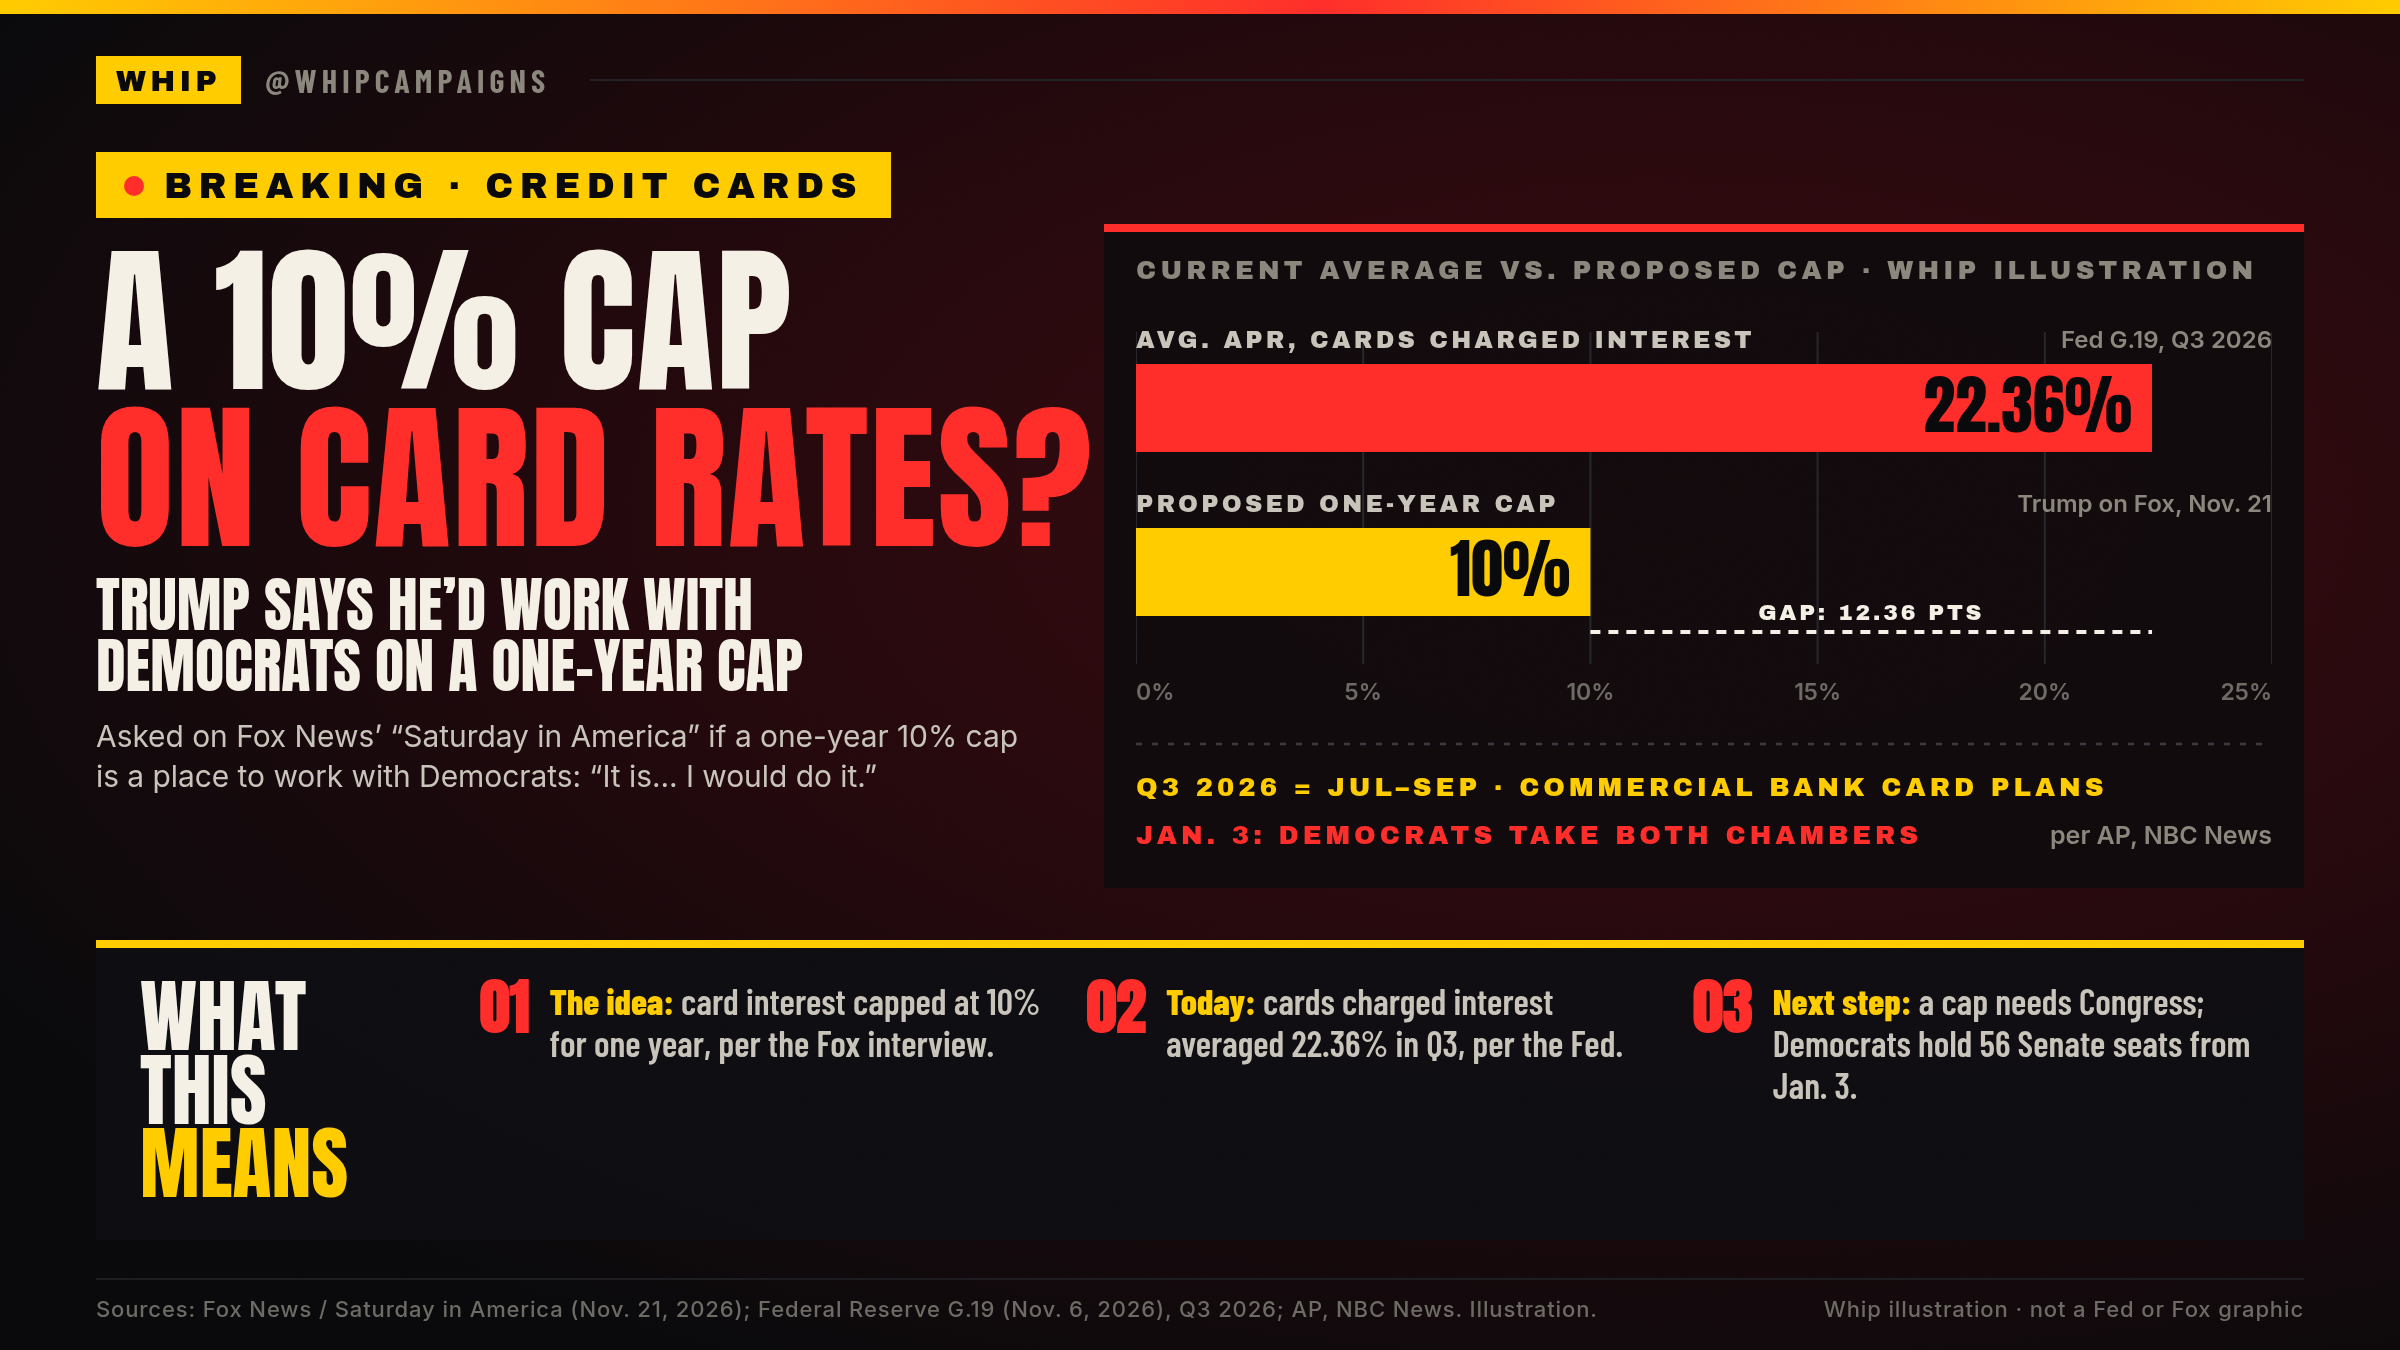 WHIP @WHIPCAMPAIGNS
BREAKING · CREDIT CARDS
A 10% CAP
ON CARD RATES?
TRUMP SAYS HE’D WORK WITH
DEMOCRATS ON A ONE-YEAR CAP
Asked on Fox News’ “Saturday in America” if a one-year 10% cap
is a place to work with Democrats: “It is... I would do it.”
CURRENT AVERAGE VS. PROPOSED CAP · WHIP ILLUSTRATION
AVG. APR, CARDS CHARGED INTEREST Fed G.19, Q3 2026
22.36%
PROPOSED ONE-YEAR CAP Trump on Fox, Nov. 21
10%
GAP: 12.36 PTS
0% 5% 10% 15% 20% 25%
Q3 2026 = JUL–SEP · COMMERCIAL BANK CARD PLANS
JAN. 3: DEMOCRATS TAKE BOTH CHAMBERS per AP, NBC News
WHAT
THIS
MEANS
01 The idea: card interest capped at 10%
for one year, per the Fox interview.
02 Today: cards charged interest
averaged 22.36% in Q3, per the Fed.
03 Next step: a cap needs Congress;
Democrats hold 56 Senate seats from
Jan. 3.
Sources: Fox News / Saturday in America (Nov. 21, 2026); Federal Reserve G.19 (Nov. 6, 2026), Q3 2026; AP, NBC News. Illustration.
Whip illustration · not a Fed or Fox graphic